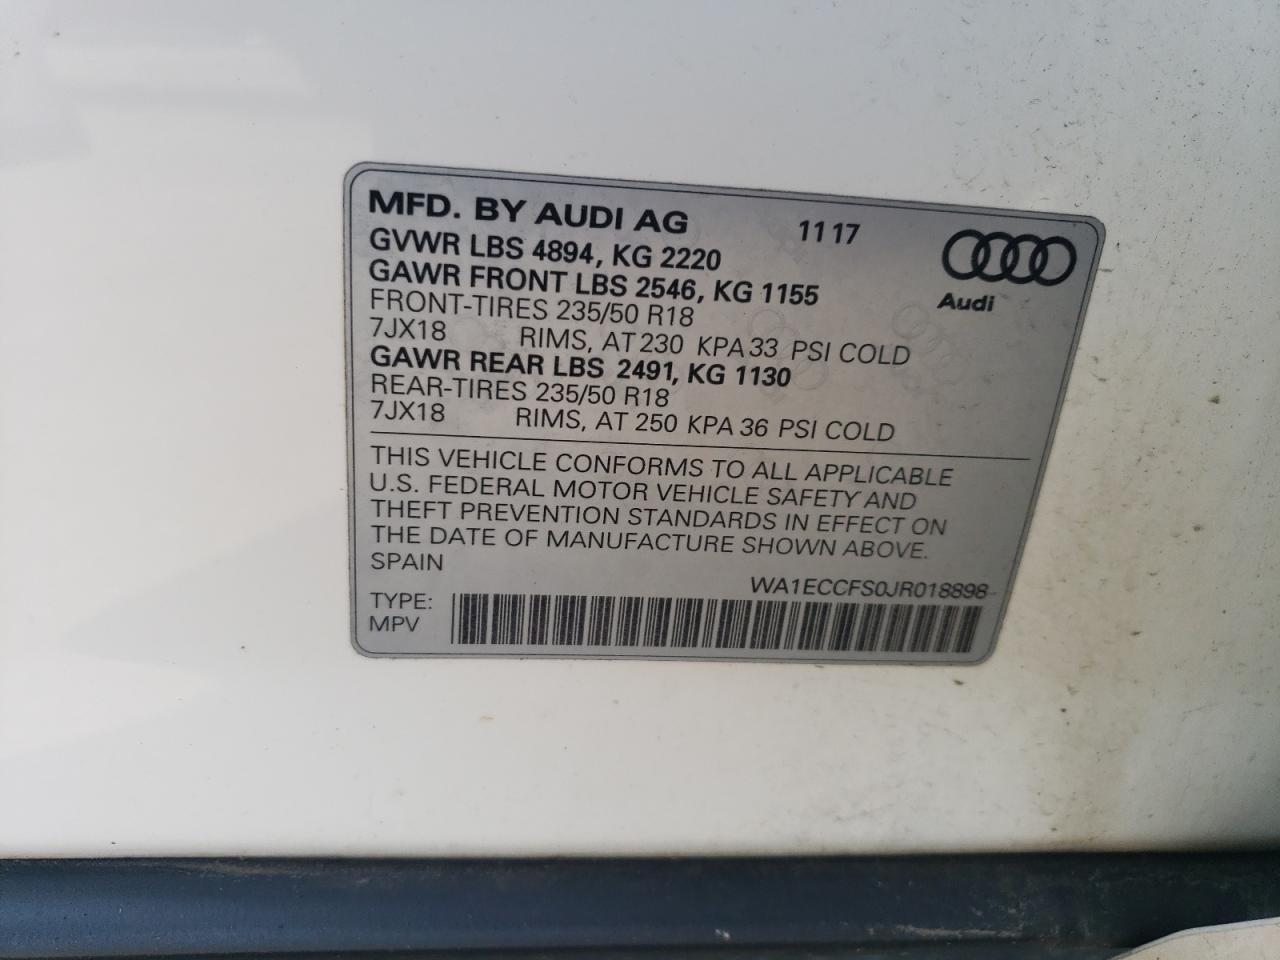 MFD. BY AUDI AG 11 17
GVWR LBS 4894, KG 2220
GAWR FRONT LBS 2546, KG 1155
Audi
FRONT-TIRES 235/50 R18
7JX18 RIMS, AT 230 KPA 33 PSI COLD
GAWR REAR LBS 2491, KG 1130
REAR-TIRES 235/50 R18
7JX18 RIMS, AT 250 KPA 36 PSI COLD
THIS VEHICLE CONFORMS TO ALL APPLICABLE
U.S. FEDERAL MOTOR VEHICLE SAFETY AND
THEFT PREVENTION STANDARDS IN EFFECT ON
THE DATE OF MANUFACTURE SHOWN ABOVE.
SPAIN
WA1ECCFS0JR018898
TYPE:
MPV